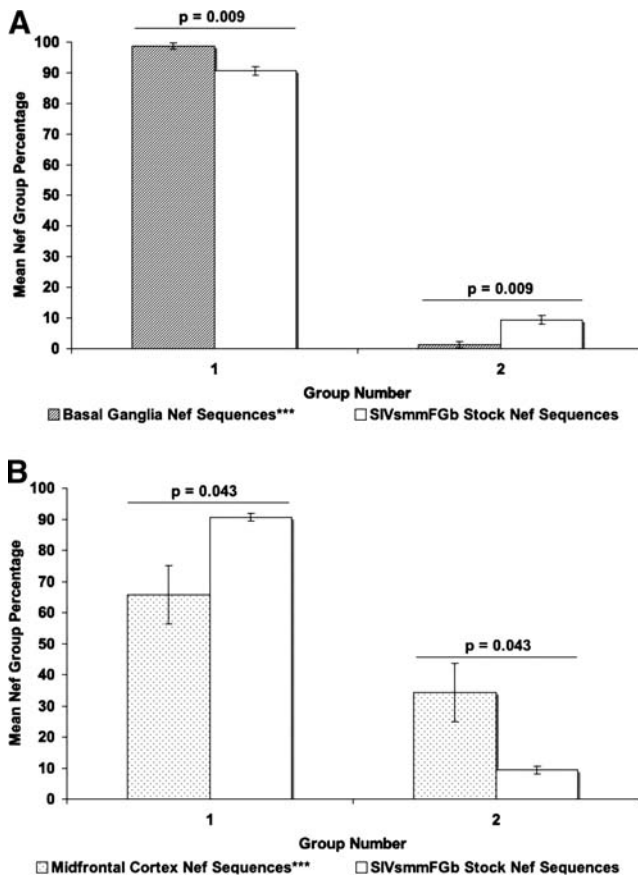 A
p = 0.009
100
90
80
70
60
50
40
30
20
10
0
Mean Nef Group Percentage
p = 0.009
1
2
Group Number
Basal Ganglia Nef Sequences***
SIVsmmFGb Stock Nef Sequences
B
p = 0.043
100
90
80
70
60
50
40
30
20
10
0
Mean Nef Group Percentage
p = 0.043
1
2
Group Number
Midfrontal Cortex Nef Sequences***
SIVsmmFGb Stock Nef Sequences